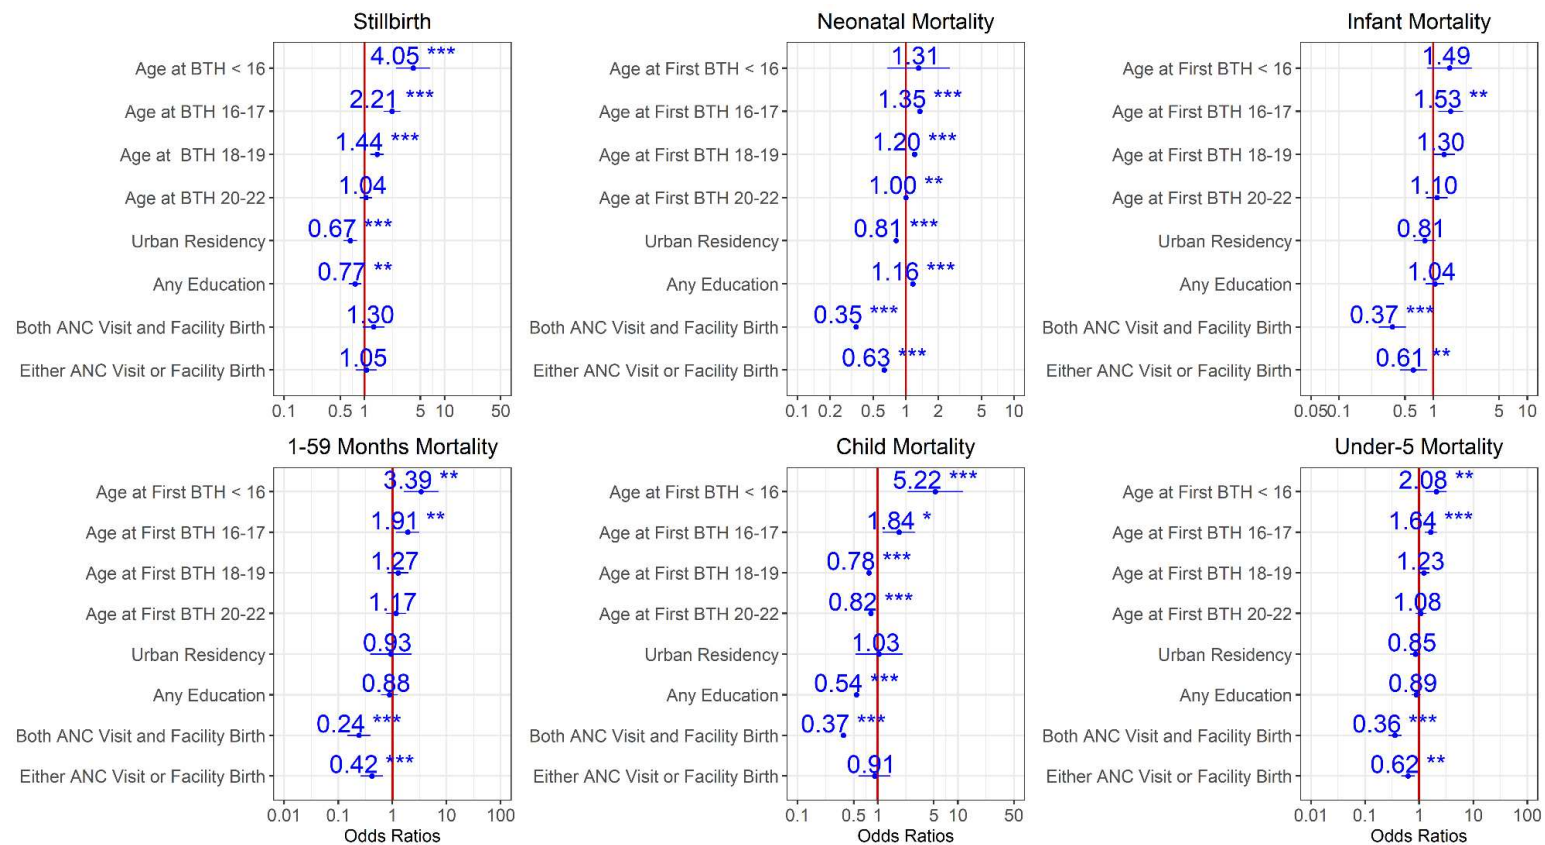 Stillbirth
Age at BTH < 16
4.05 ***
Age at BTH 16-17
2.21 ***
Age at  BTH 18-19
1.44 ***
Age at BTH 20-22
1.04
Urban Residency
0.67 ***
Any Education
0.77 **
Both ANC Visit and Facility Birth
1.30
Either ANC Visit or Facility Birth
1.05
0.1 0.5 1 5 10 50
Neonatal Mortality
Age at First BTH < 16
1.31
Age at First BTH 16-17
1.35 ***
Age at First BTH 18-19
1.20 ***
Age at First BTH 20-22
1.00 **
Urban Residency
0.81 ***
Any Education
1.16 ***
Both ANC Visit and Facility Birth
0.35 ***
Either ANC Visit or Facility Birth
0.63 ***
0.1 0.2 0.5 1 2 5 10
Infant Mortality
Age at First BTH < 16
1.49
Age at First BTH 16-17
1.53 **
Age at First BTH 18-19
1.30
Age at First BTH 20-22
1.10
Urban Residency
0.81
Any Education
1.04
Both ANC Visit and Facility Birth
0.37 ***
Either ANC Visit or Facility Birth
0.61 **
0.05 0.1 0.5 1 5 10
1-59 Months Mortality
Age at First BTH < 16
3.39 **
Age at First BTH 16-17
1.91 **
Age at First BTH 18-19
1.27
Age at First BTH 20-22
1.17
Urban Residency
0.93
Any Education
0.88
Both ANC Visit and Facility Birth
0.24 ***
Either ANC Visit or Facility Birth
0.42 ***
0.01 0.1 1 10 100
Odds Ratios
Child Mortality
Age at First BTH < 16
5.22 ***
Age at First BTH 16-17
1.84 *
Age at First BTH 18-19
0.78 ***
Age at First BTH 20-22
0.82 ***
Urban Residency
1.03
Any Education
0.54 ***
Both ANC Visit and Facility Birth
0.37 ***
Either ANC Visit or Facility Birth
0.91
0.1 0.5 1 5 10 50
Odds Ratios
Under-5 Mortality
Age at First BTH < 16
2.08 **
Age at First BTH 16-17
1.64 ***
Age at First BTH 18-19
1.23
Age at First BTH 20-22
1.08
Urban Residency
0.85
Any Education
0.89
Both ANC Visit and Facility Birth
0.36 ***
Either ANC Visit or Facility Birth
0.62 **
0.01 0.1 1 10 100
Odds Ratios